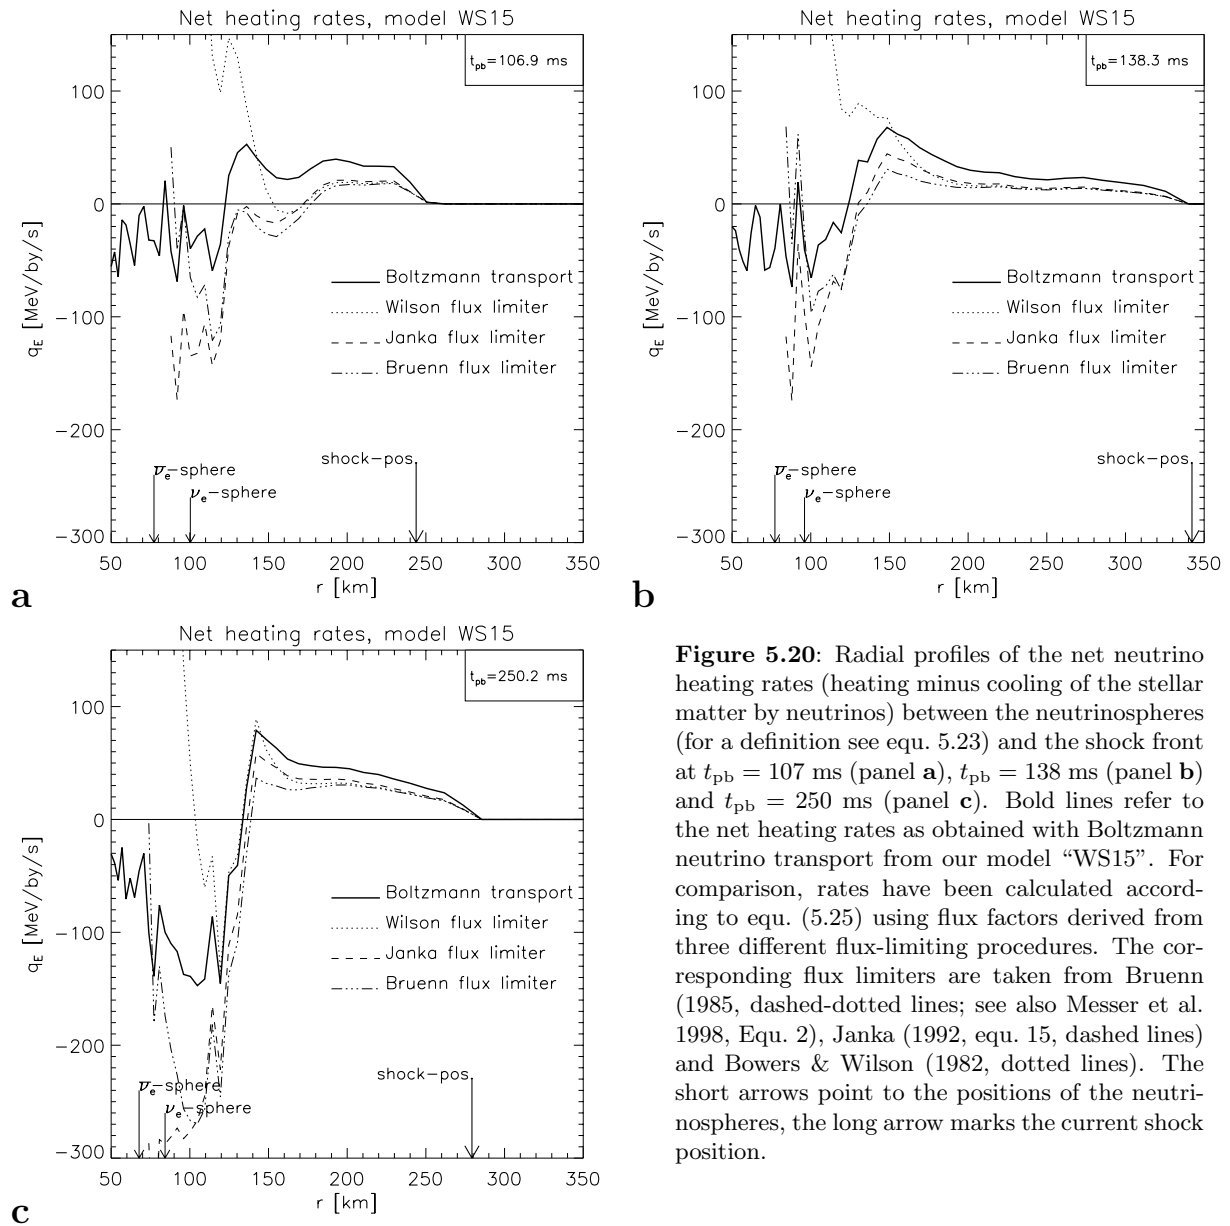 Net heating rates, model WS15
t_pb=106.9 ms
q_E [MeV/by/s]
100
0
−100
−200
−300
Boltzmann transport
Wilson flux limiter
Janka flux limiter
Bruenn flux limiter
ν̄_e−sphere
ν_e−sphere
shock−pos.
50 100 150 200 250 300 350
r [km]
a
Net heating rates, model WS15
t_pb=138.3 ms
q_E [MeV/by/s]
100
0
−100
−200
−300
Boltzmann transport
Wilson flux limiter
Janka flux limiter
Bruenn flux limiter
ν̄_e−sphere
ν_e−sphere
shock−pos.
50 100 150 200 250 300 350
r [km]
b
Net heating rates, model WS15
t_pb=250.2 ms
q_E [MeV/by/s]
100
0
−100
−200
−300
Boltzmann transport
Wilson flux limiter
Janka flux limiter
Bruenn flux limiter
ν̄_e−sphere
ν_e−sphere
shock−pos.
50 100 150 200 250 300 350
r [km]
c
Figure 5.20: Radial profiles of the net neutrino
heating rates (heating minus cooling of the stellar
matter by neutrinos) between the neutrinospheres
(for a definition see equ. 5.23) and the shock front
at t_pb = 107 ms (panel a), t_pb = 138 ms (panel b)
and t_pb = 250 ms (panel c). Bold lines refer to
the net heating rates as obtained with Boltzmann
neutrino transport from our model “WS15”. For
comparison, rates have been calculated accord-
ing to equ. (5.25) using flux factors derived from
three different flux-limiting procedures. The cor-
responding flux limiters are taken from Bruenn
(1985, dashed-dotted lines; see also Messer et al.
1998, Equ. 2), Janka (1992, equ. 15, dashed lines)
and Bowers & Wilson (1982, dotted lines). The
short arrows point to the positions of the neutri-
nospheres, the long arrow marks the current shock
position.